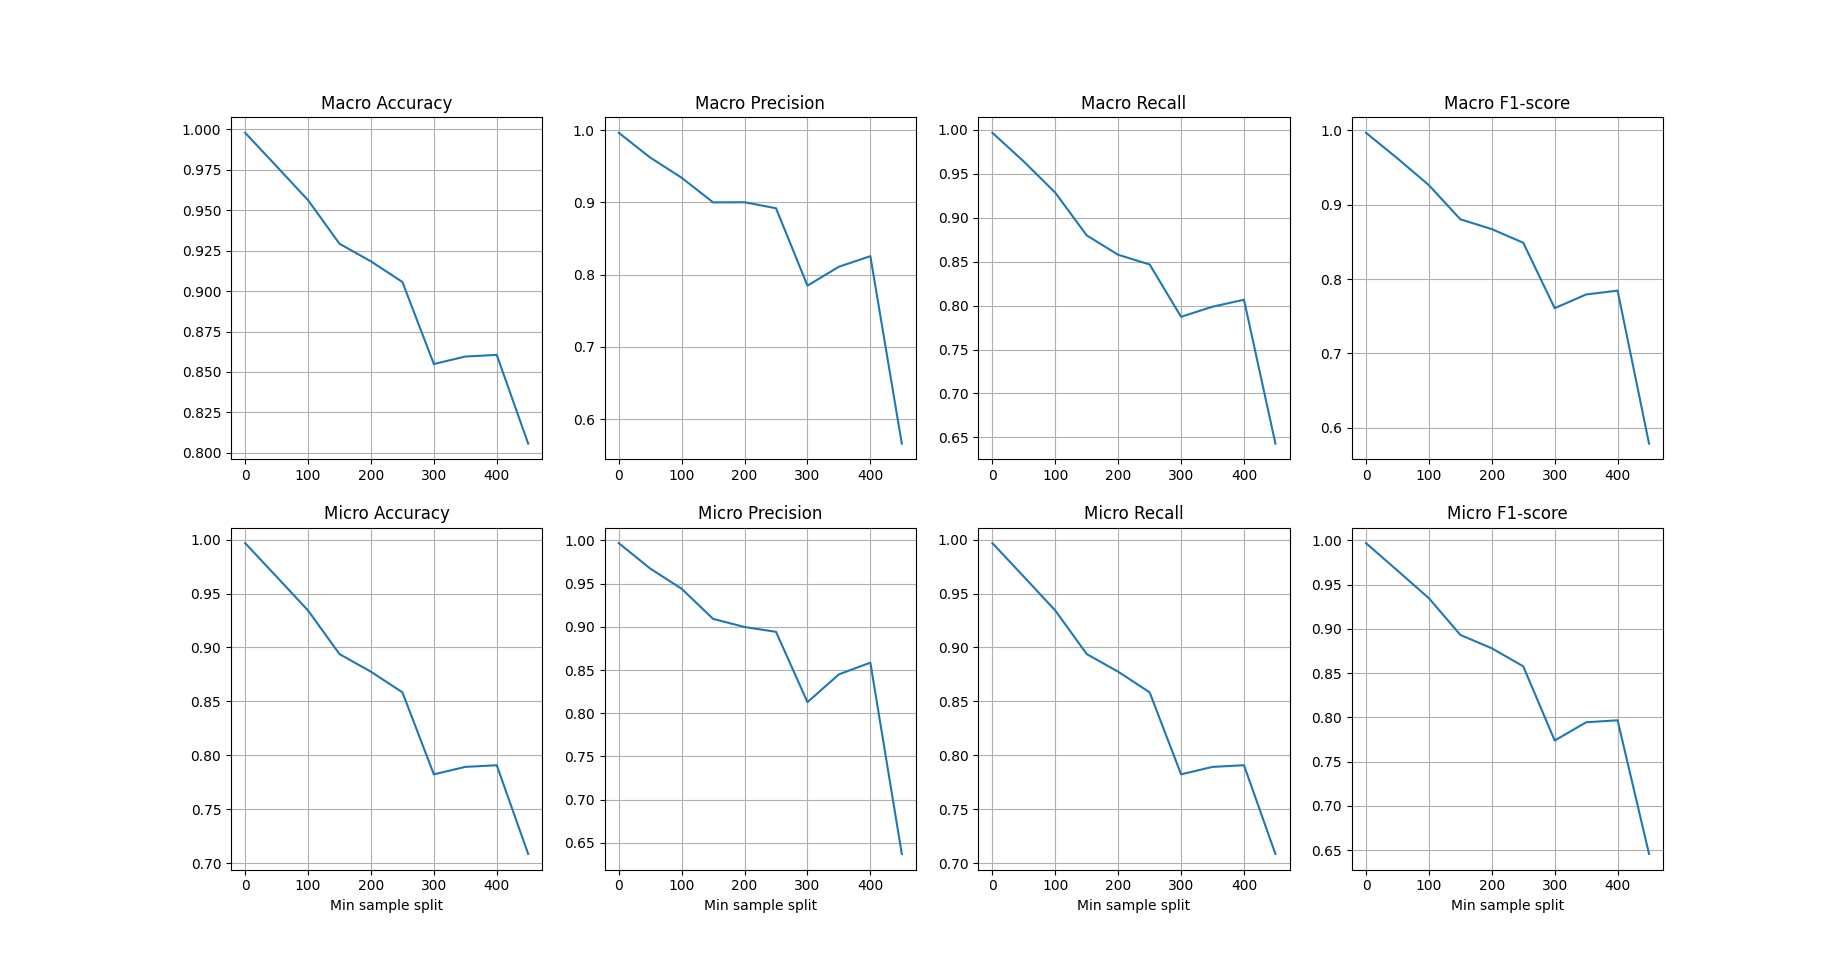 Macro Accuracy
1.000
0.975
0.950
0.925
0.900
0.875
0.850
0.825
0.800
0 100 200 300 400
Macro Precision
1.0
0.9
0.8
0.7
0.6
0 100 200 300 400
Macro Recall
1.00
0.95
0.90
0.85
0.80
0.75
0.70
0.65
0 100 200 300 400
Macro F1-score
1.0
0.9
0.8
0.7
0.6
0 100 200 300 400
Micro Accuracy
1.00
0.95
0.90
0.85
0.80
0.75
0.70
0 100 200 300 400
Min sample split
Micro Precision
1.00
0.95
0.90
0.85
0.80
0.75
0.70
0.65
0 100 200 300 400
Min sample split
Micro Recall
1.00
0.95
0.90
0.85
0.80
0.75
0.70
0 100 200 300 400
Min sample split
Micro F1-score
1.00
0.95
0.90
0.85
0.80
0.75
0.70
0.65
0 100 200 300 400
Min sample split